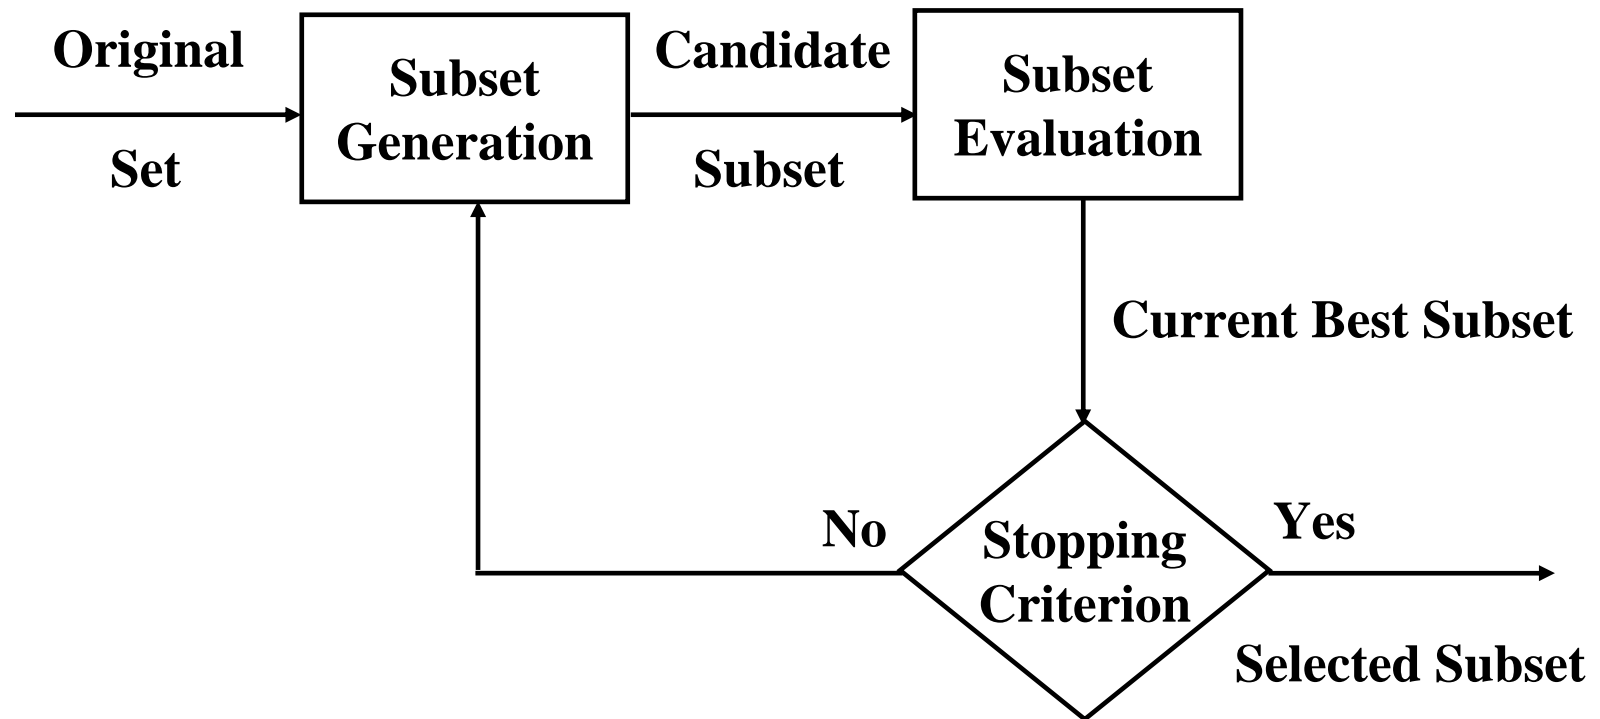 Original
Set
Subset
Generation
Candidate
Subset
Subset
Evaluation
Current Best Subset
No
Stopping
Criterion
Yes
Selected Subset